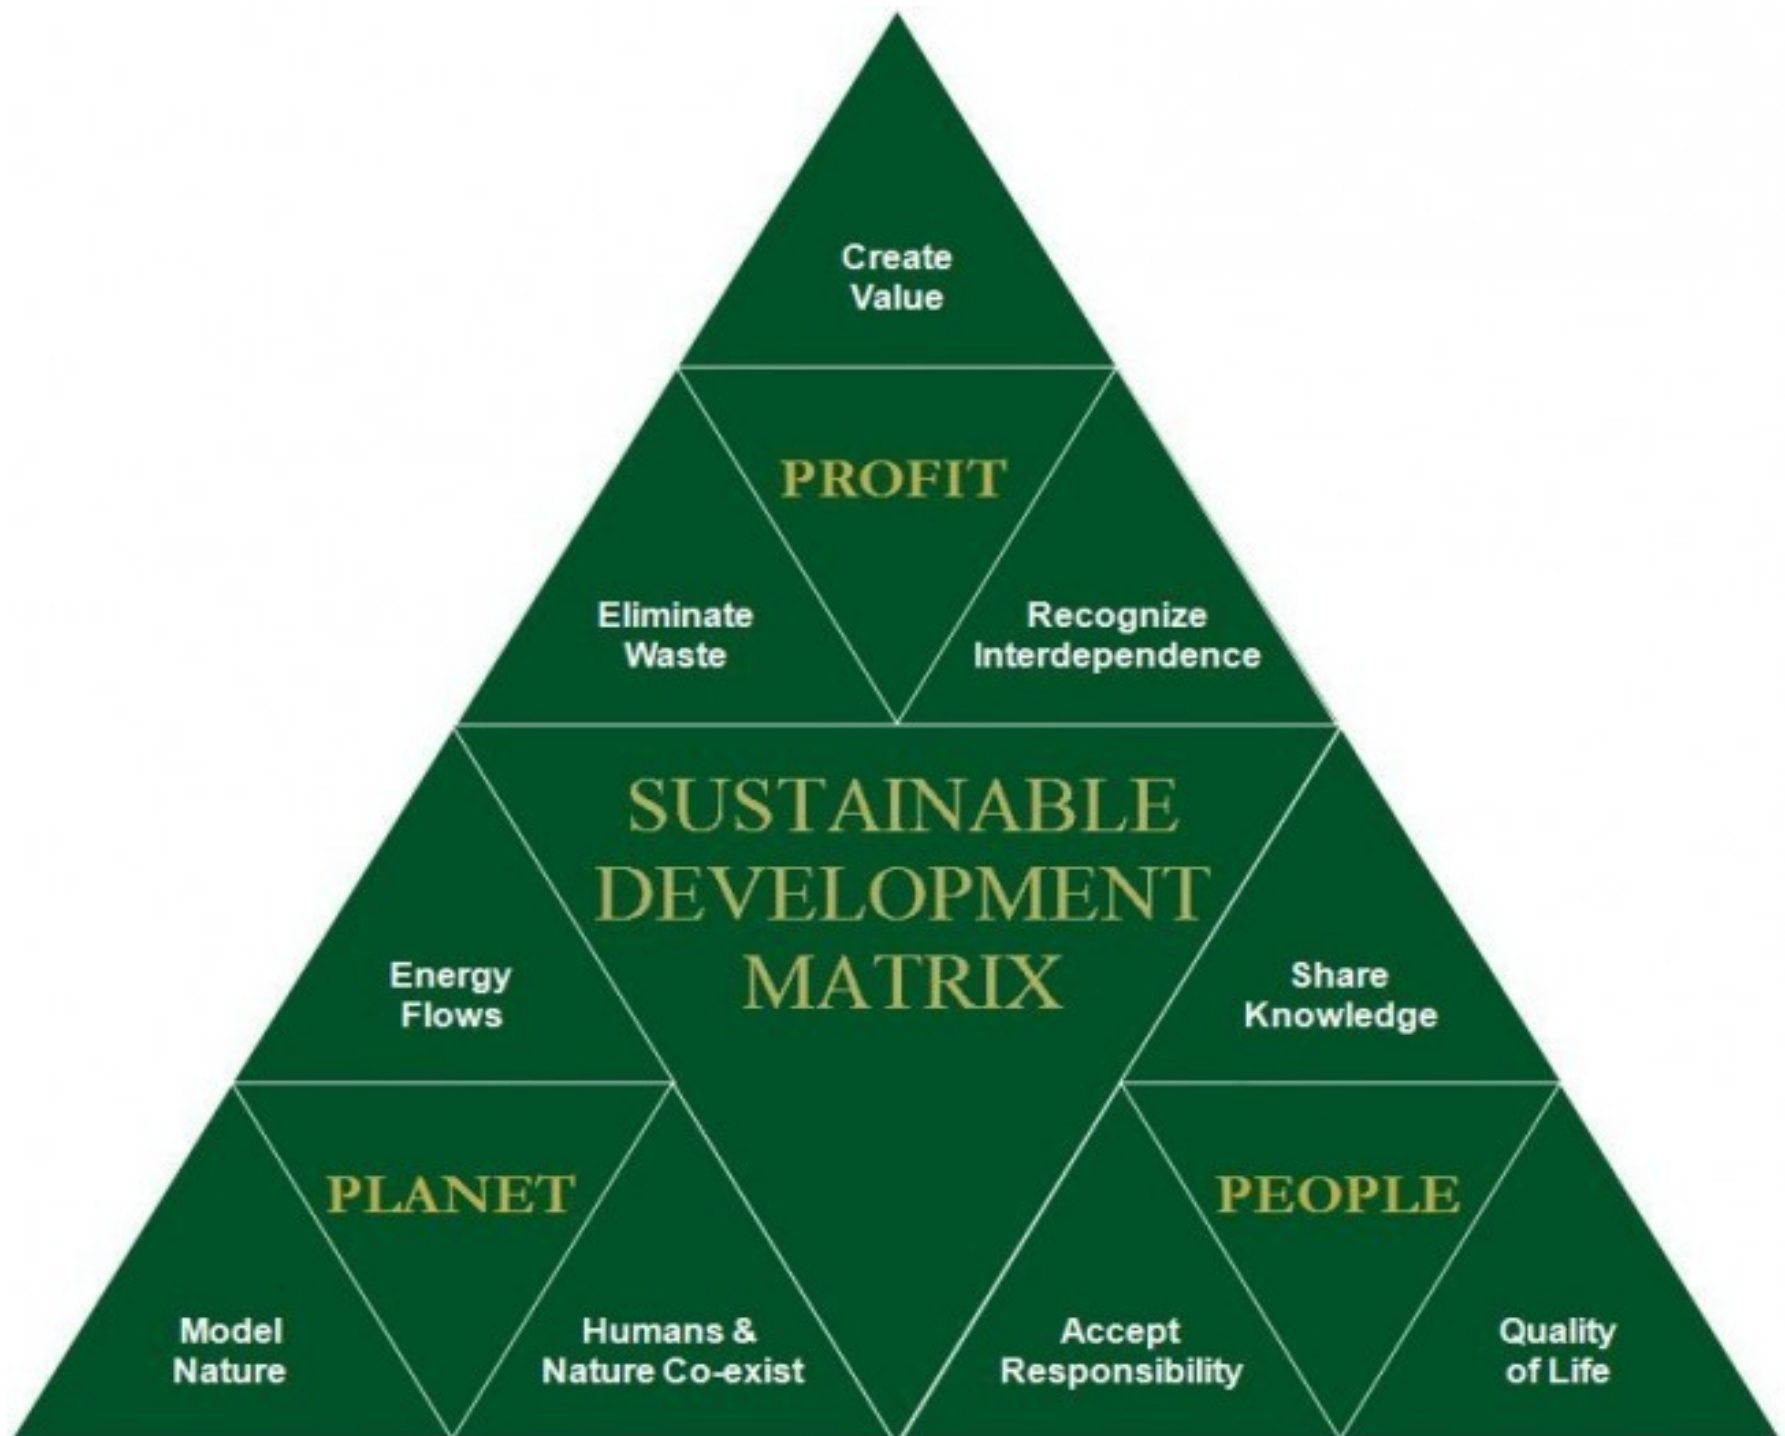 Create
Value
PROFIT
Eliminate
Waste
Recognize
Interdependence
SUSTAINABLE
DEVELOPMENT
MATRIX
Energy
Flows
Share
Knowledge
PLANET
PEOPLE
Model
Nature
Humans &
Nature Co-exist
Accept
Responsibility
Quality
of Life